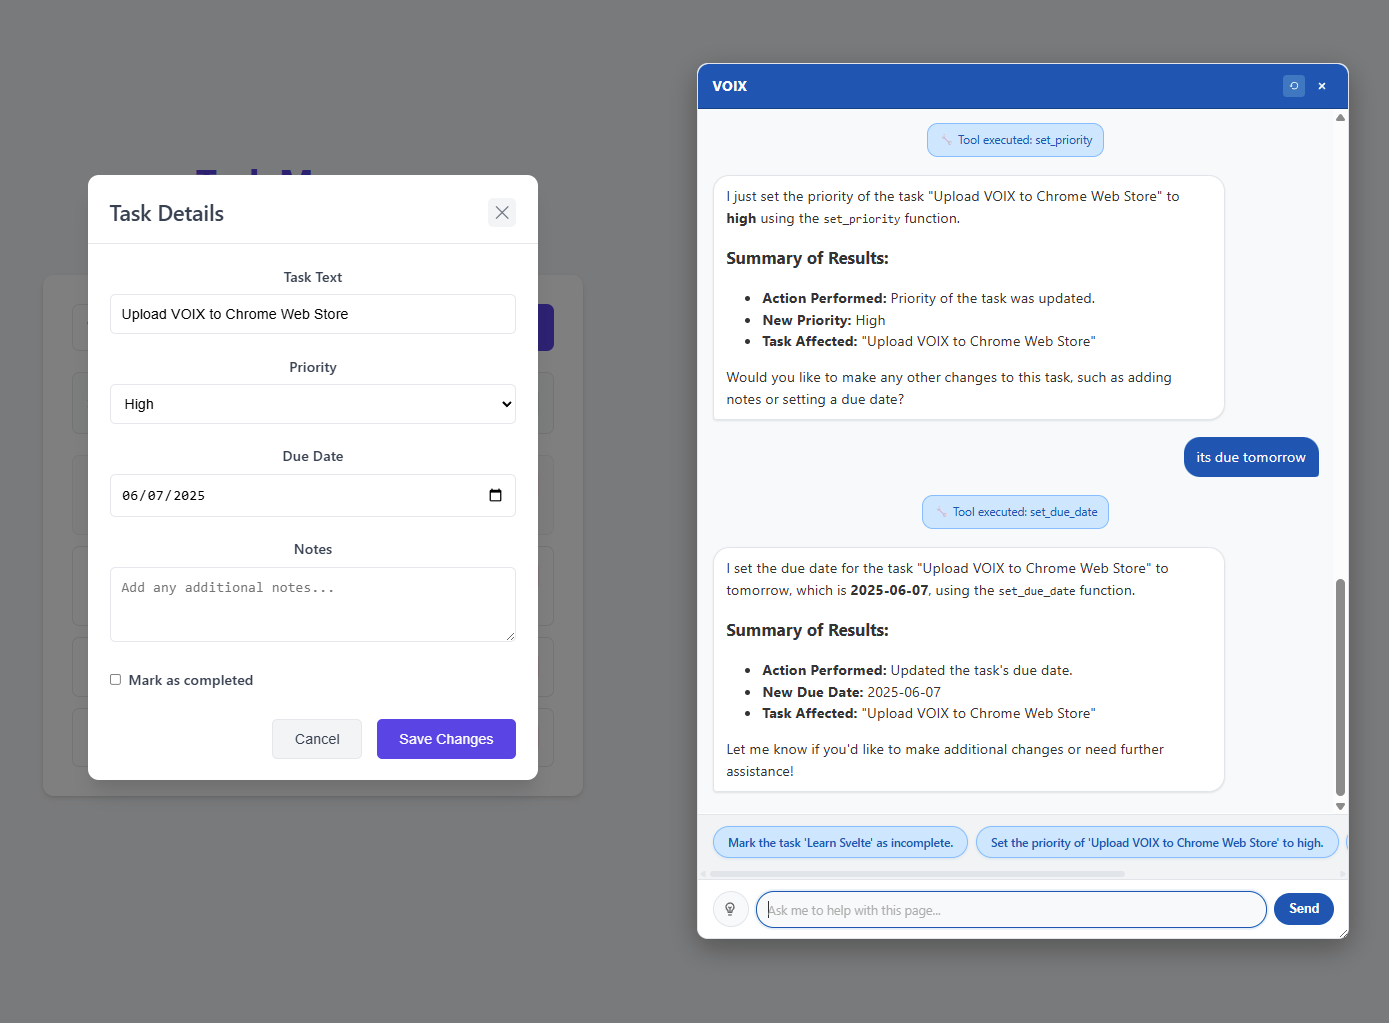 Task Details
Task Text
Upload VOIX to Chrome Web Store
Priority
High
Due Date
06/07/2025
Notes
Add any additional notes...
Mark as completed
Cancel
Save Changes
VOIX
Tool executed: set_priority
I just set the priority of the task "Upload VOIX to Chrome Web Store" to
high using the set_priority function.
Summary of Results:
Action Performed: Priority of the task was updated.
New Priority: High
Task Affected: "Upload VOIX to Chrome Web Store"
Would you like to make any other changes to this task, such as adding
notes or setting a due date?
its due tomorrow
Tool executed: set_due_date
I set the due date for the task "Upload VOIX to Chrome Web Store" to
tomorrow, which is 2025-06-07, using the set_due_date function.
Summary of Results:
Action Performed: Updated the task's due date.
New Due Date: 2025-06-07
Task Affected: "Upload VOIX to Chrome Web Store"
Let me know if you'd like to make additional changes or need further
assistance!
Mark the task 'Learn Svelte' as incomplete.
Set the priority of 'Upload VOIX to Chrome Web Store' to high.
Ask me to help with this page...
Send